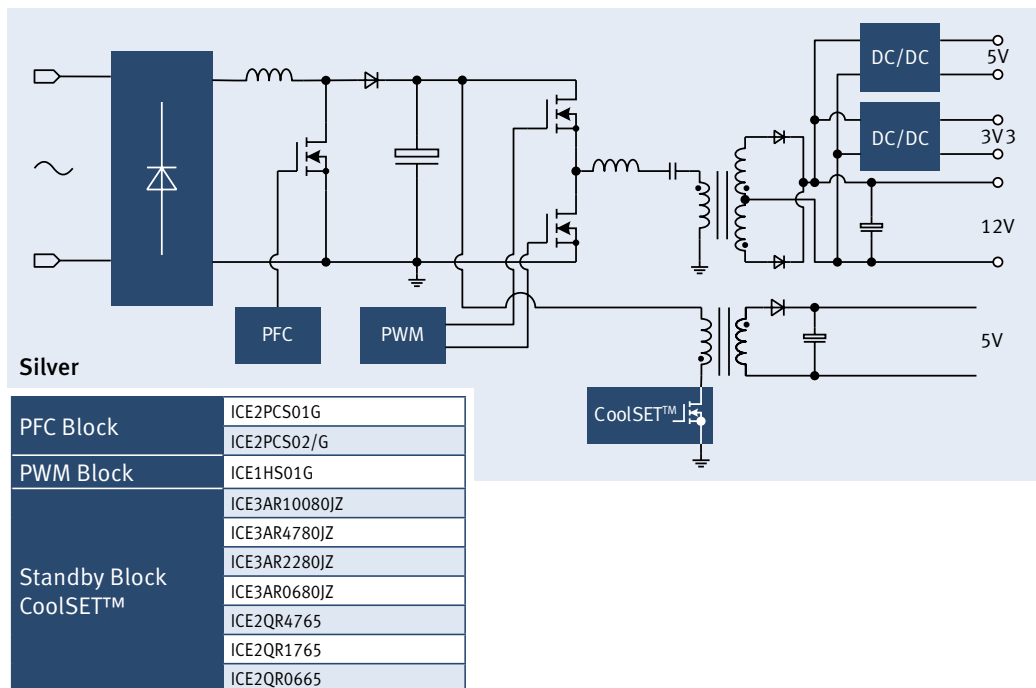 DC/DC
5V
DC/DC
3V3
12V
PFC
PWM
5V
Silver
CoolSET™
PFC Block
ICE2PCS01G
ICE2PCS02/G
PWM Block
ICE1HS01G
Standby Block
CoolSET™
ICE3AR10080JZ
ICE3AR4780JZ
ICE3AR2280JZ
ICE3AR0680JZ
ICE2QR4765
ICE2QR1765
ICE2QR0665